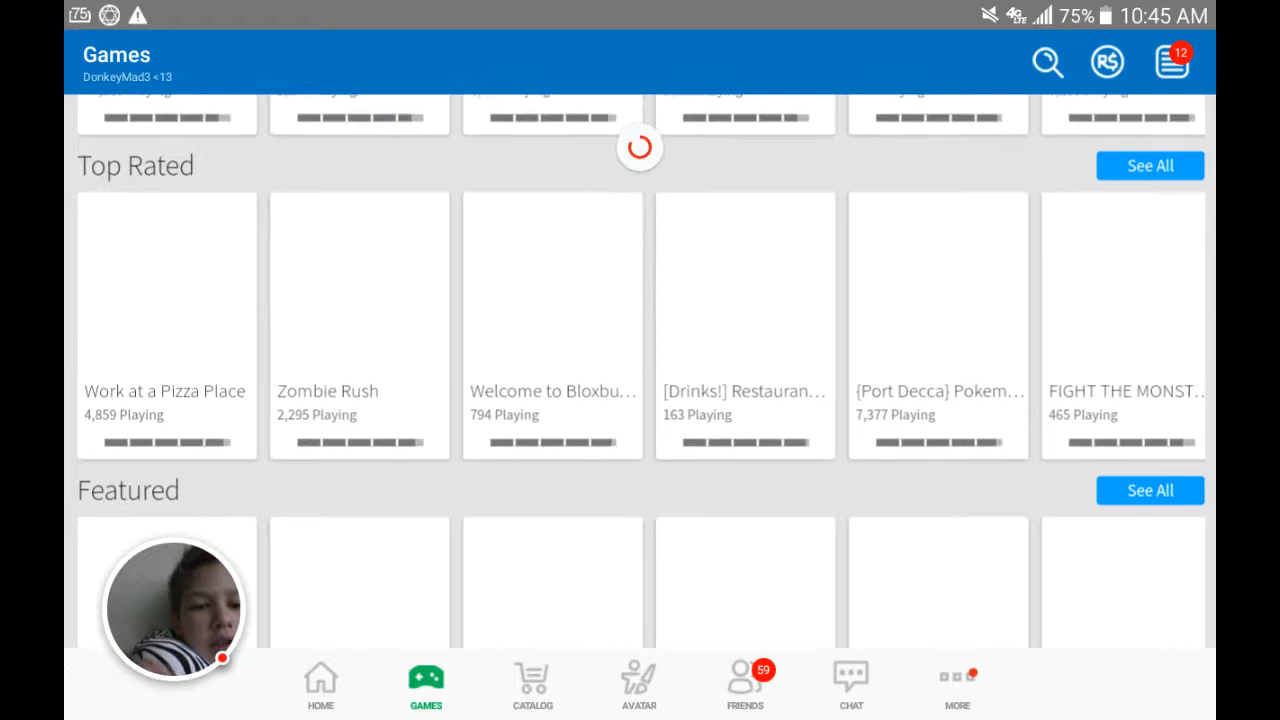 75 75% 10:45 AM
Games
DonkeyMad3 <13
R$ 12
Top Rated See All
Work at a Pizza Place Zombie Rush Welcome to Bloxbu... [Drinks!] Restauran... {Port Decca} Pokem... FIGHT THE MONST..
4,859 Playing 2,295 Playing 794 Playing 163 Playing 7,377 Playing 465 Playing
Featured See All
59
HOME GAMES CATALOG AVATAR FRIENDS CHAT MORE